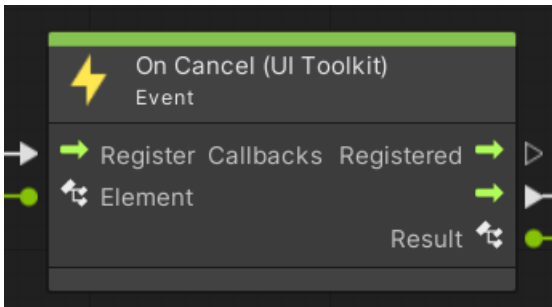 On Cancel (UI Toolkit)
Event
Register Callbacks Registered
Element
Result